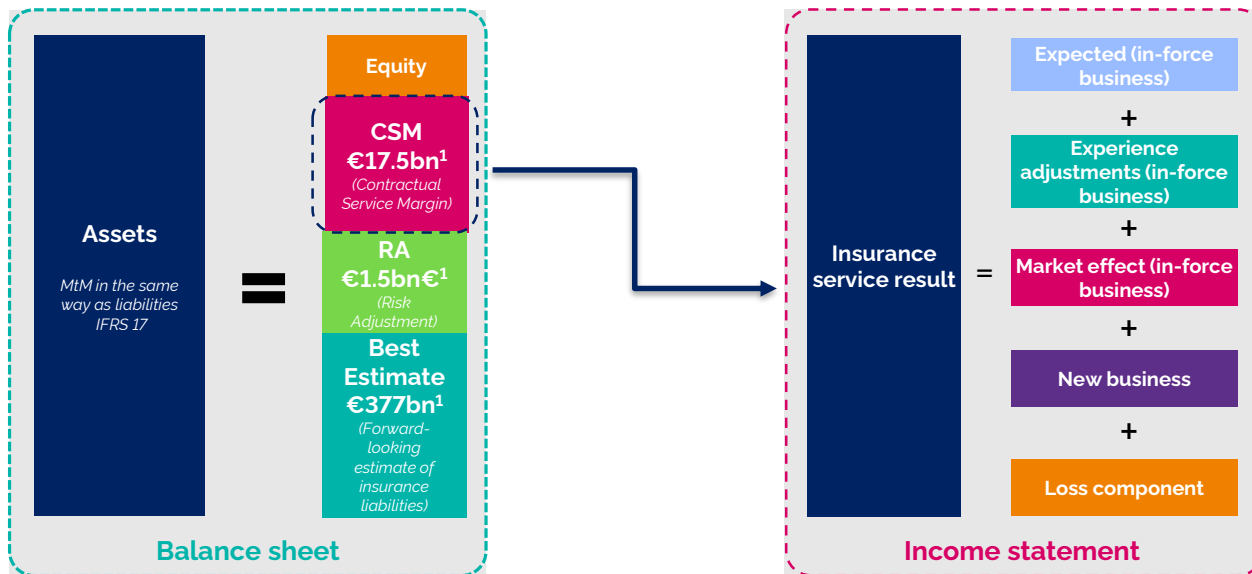 Equity
CSM
€17.5bn¹
(Contractual
Service Margin)
Assets
MtM in the same
way as liabilities
IFRS 17
=
RA
€1.5bn€¹
(Risk
Adjustment)
Best
Estimate
€377bn¹
(Forward-
looking
estimate of
insurance
liabilities)
Balance sheet
Insurance
service result
=
Expected (in-force
business)
+
Experience
adjustments (in-force
business)
+
Market effect (in-force
business)
+
New business
+
Loss component
Income statement